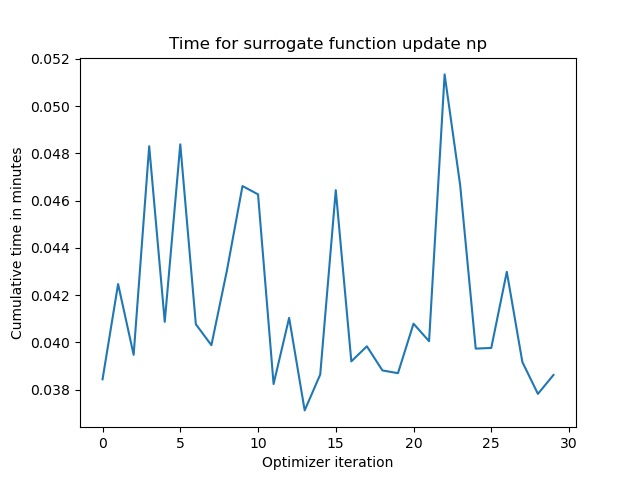 Time for surrogate function update np
Cumulative time in minutes
0.052
0.050
0.048
0.046
0.044
0.042
0.040
0.038
0 5 10 15 20 25 30
Optimizer iteration